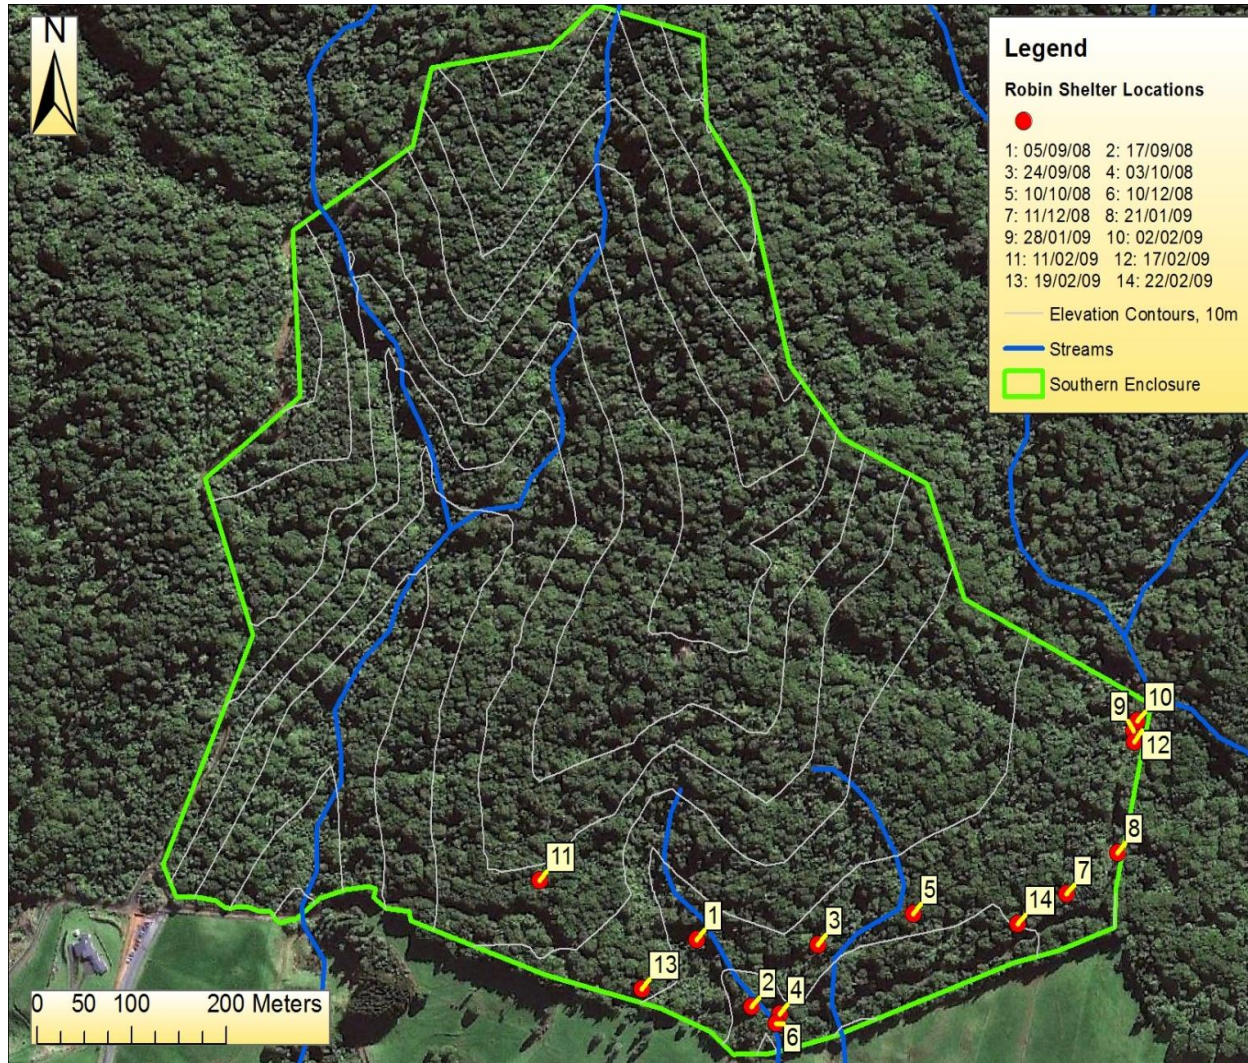 N
Legend
Robin Shelter Locations
1: 05/09/08 2: 17/09/08
3: 24/09/08 4: 03/10/08
5: 10/10/08 6: 10/12/08
7: 11/12/08 8: 21/01/09
9: 28/01/09 10: 02/02/09
11: 11/02/09 12: 17/02/09
13: 19/02/09 14: 22/02/09
Elevation Contours, 10m
Streams
Southern Enclosure
10
9
12
8
11
7
5
14
1
3
13
2
4
6
0 50 100 200 Meters